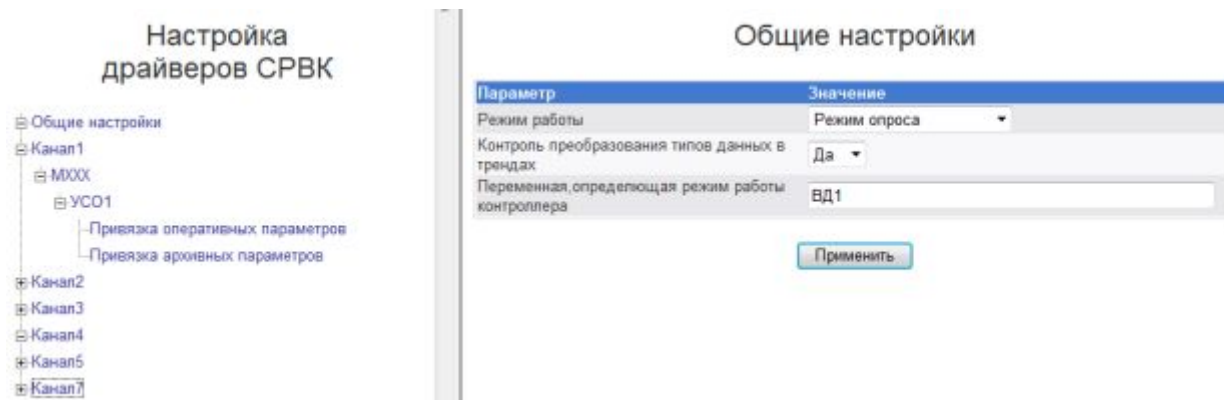 Настройка
драйверов СРВК
Общие настройки
Канал1
МХХХ
УСО1
Привязка оперативных параметров
Привязка архивных параметров
Канал2
Канал3
Канал4
Канал5
Канал7
Общие настройки
Параметр Значение
Режим работы Режим опроса
Контроль преобразования типов данных в
трендах
Да
Переменная,определющая режим работы
контроллера
ВД1
Применить